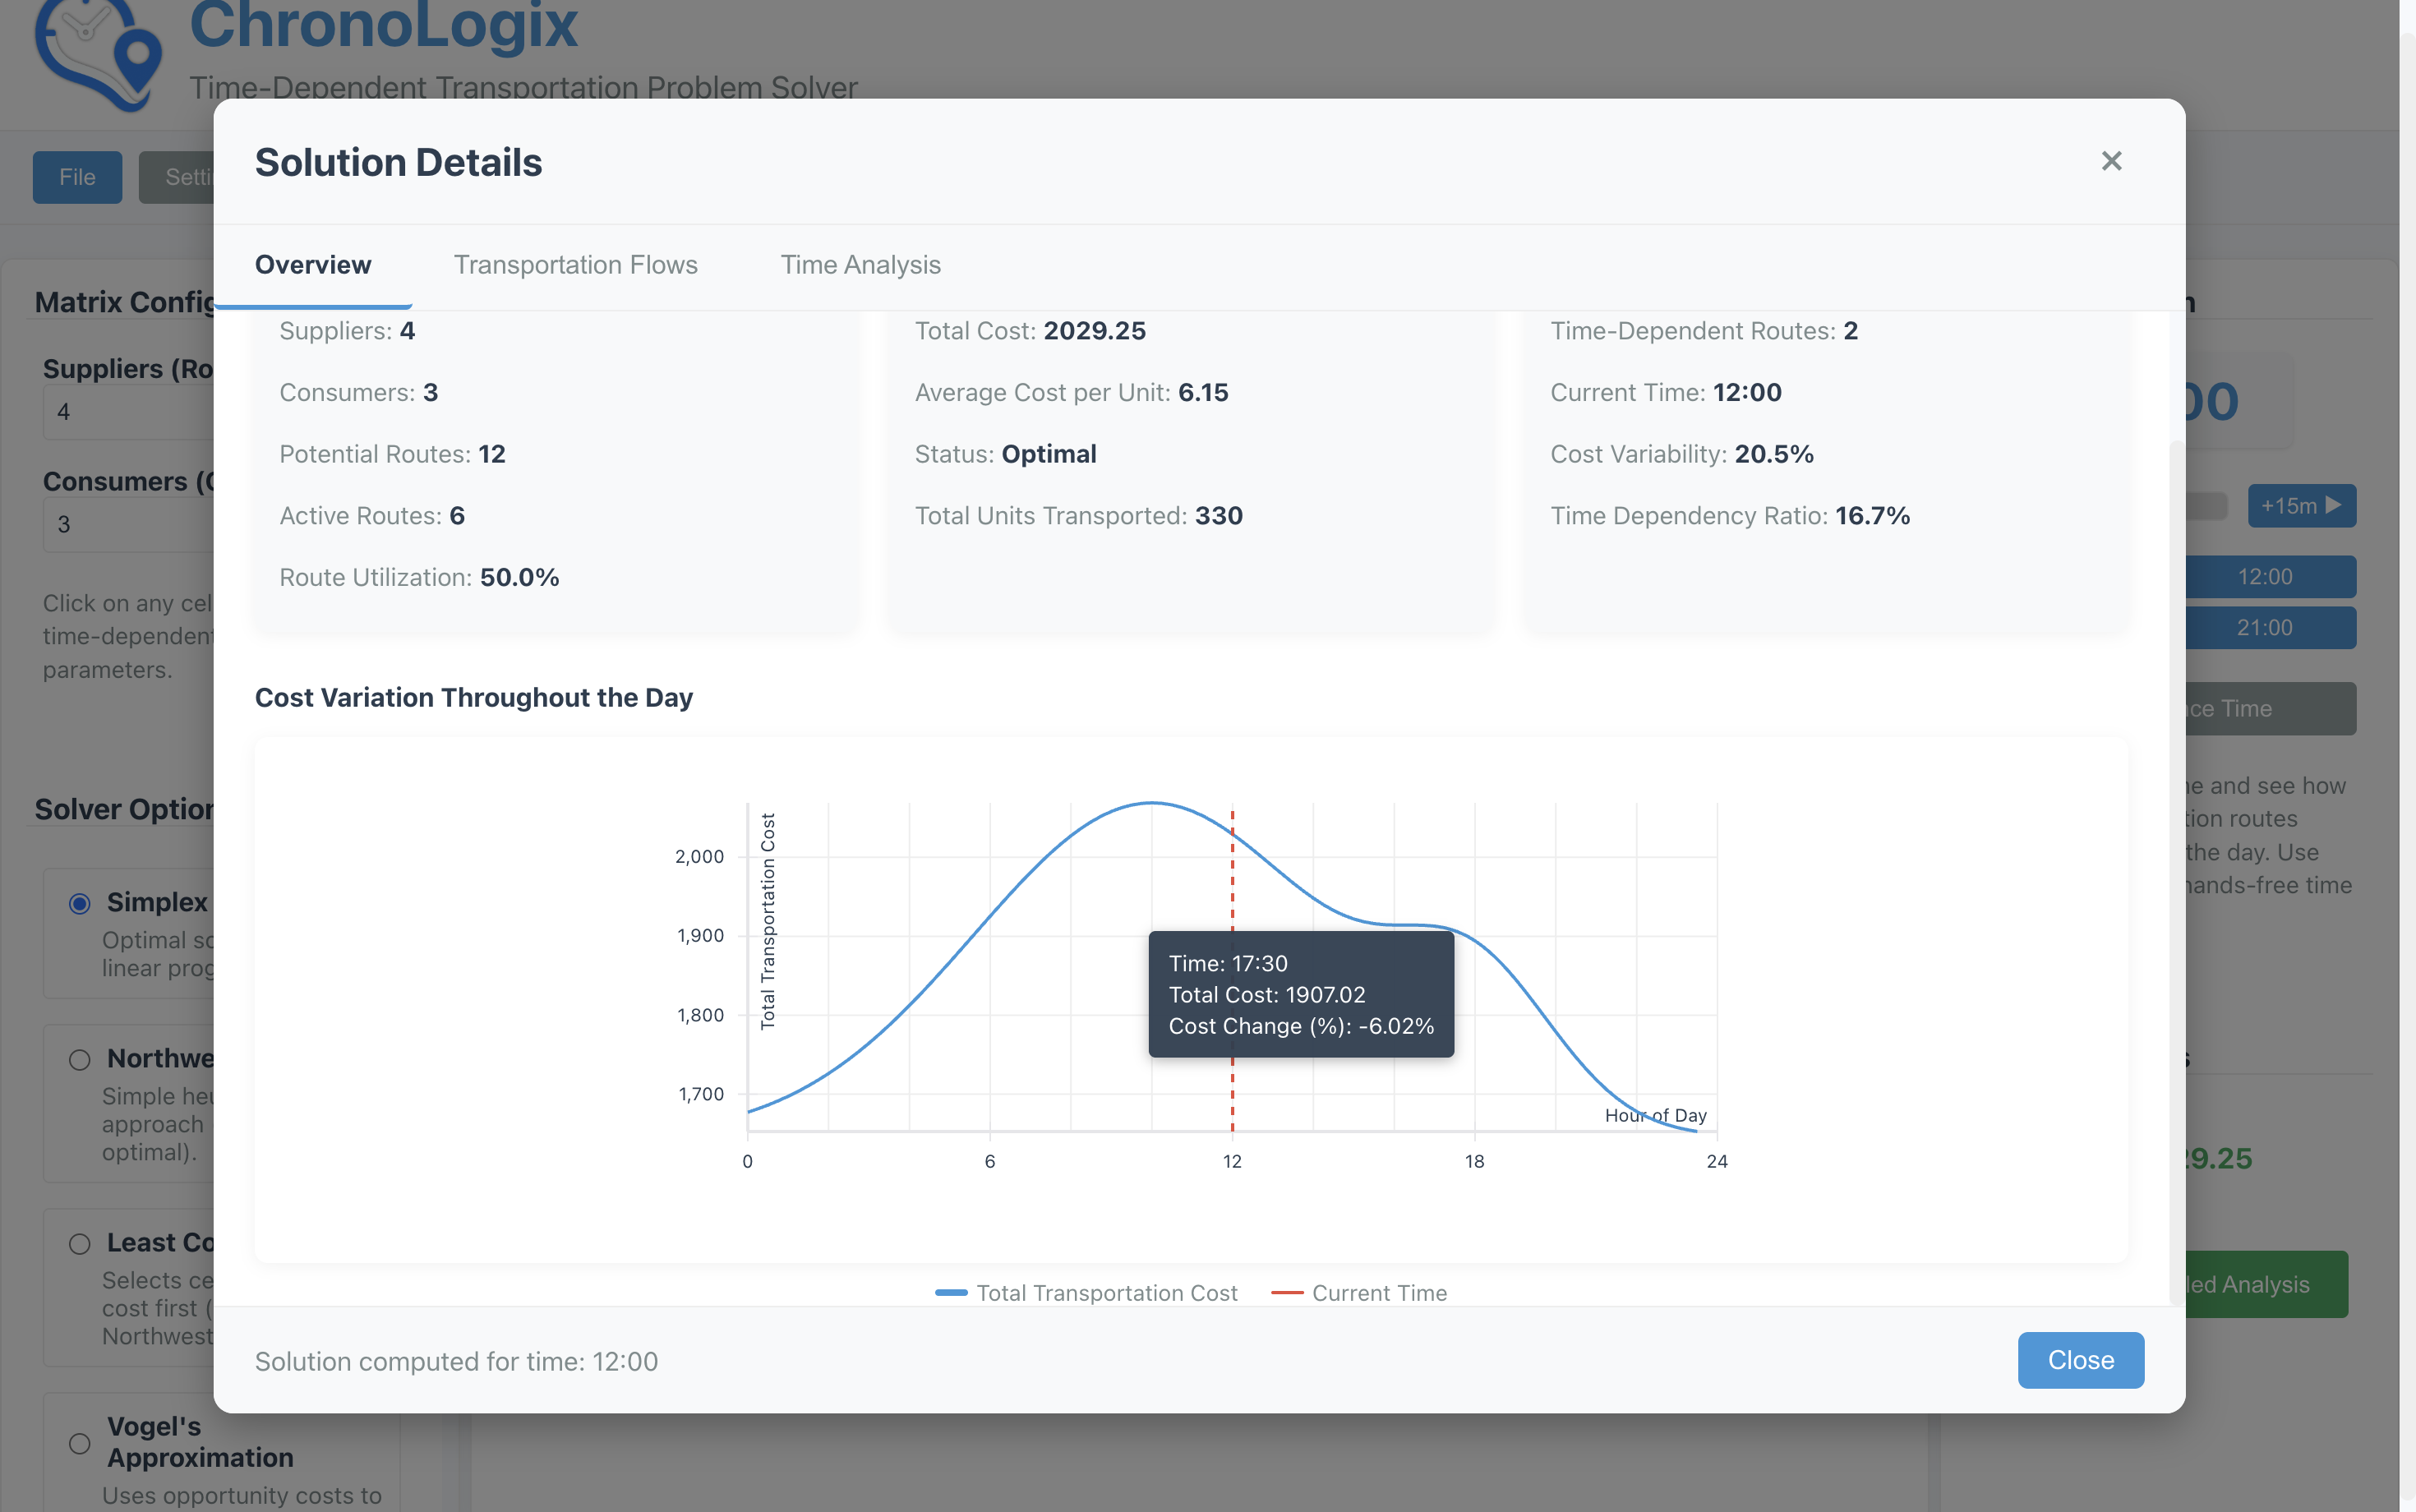 ChronoLogix
Time-Dependent Transportation Problem Solver
File
Setti
Solution Details
×
Overview
Transportation Flows
Time Analysis
Matrix Config
Suppliers (Ro
4
Consumers (C
3
Click on any cel
time-dependent
parameters.
Suppliers: 4
Consumers: 3
Potential Routes: 12
Active Routes: 6
Route Utilization: 50.0%
Total Cost: 2029.25
Average Cost per Unit: 6.15
Status: Optimal
Total Units Transported: 330
Time-Dependent Routes: 2
Current Time: 12:00
Cost Variability: 20.5%
Time Dependency Ratio: 16.7%
n
00
+15m ▶
12:00
21:00
ce Time
e and see how
tion routes
the day. Use
hands-free time
s
29.25
led Analysis
Solver Option
Simplex
Optimal so
linear prog
Northwe
Simple heu
approach
optimal).
Least Co
Selects ce
cost first (
Northwest
Vogel's
Approximation
Uses opportunity costs to
Cost Variation Throughout the Day
Total Transportation Cost
2,000
1,900
1,800
1,700
Time: 17:30
Total Cost: 1907.02
Cost Change (%): -6.02%
Hour of Day
0
6
12
18
24
Total Transportation Cost
Current Time
Solution computed for time: 12:00
Close